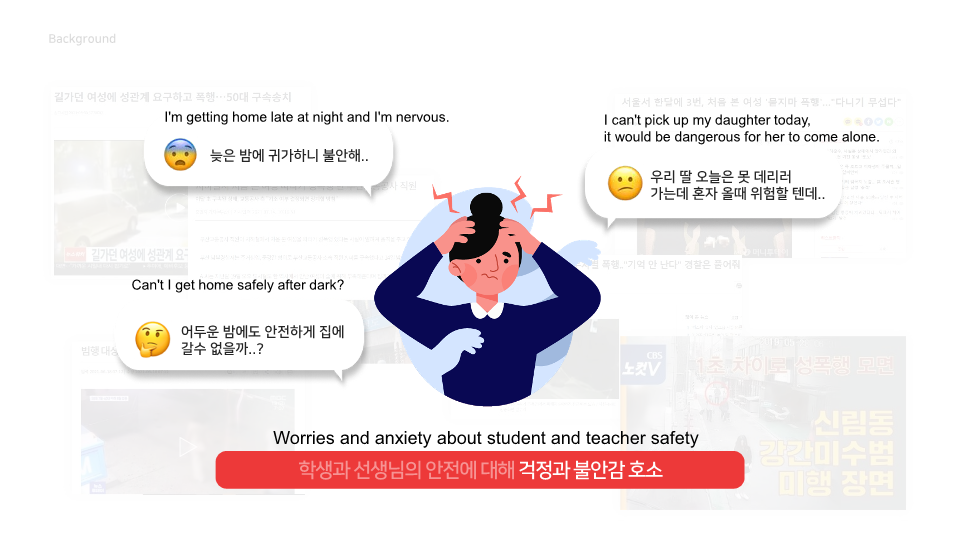 Background
길가던 여성에 성관계 요구하고 폭행…50대 구속송치
서울서 한달에 3번, 처음 본 여성 '묻지마 폭행'…"다니기 무섭다"
I'm getting home late at night and I'm nervous.
늦은 밤에 귀가하니 불안해..
I can't pick up my daughter today,
it would be dangerous for her to come alone.
우리 딸 오늘은 못 데리러
가는데 혼자 올때 위험할 텐데..
길가던 여성에 성관계 요구
폭행.."기억 안 난다" 경찰은 풀어줘
Can't I get home safely after dark?
어두운 밤에도 안전하게 집에
갈수 없을까..?
범행 대상
CBS
노컷V
1초 차이로 성폭행 모면
신림동
강간미수범
미행 장면
Worries and anxiety about student and teacher safety
학생과 선생님의 안전에 대해 걱정과 불안감 호소